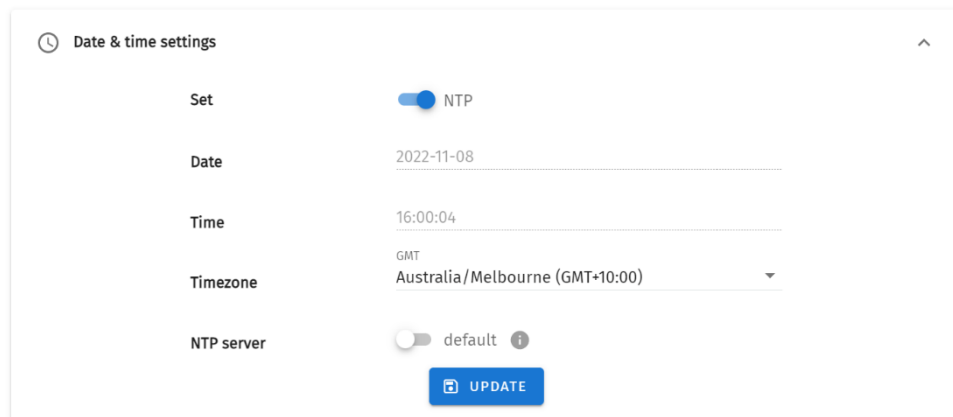 Date & time settings
Set NTP
Date 2022-11-08
Time 16:00:04
GMT
Timezone Australia/Melbourne (GMT+10:00)
NTP server default
UPDATE